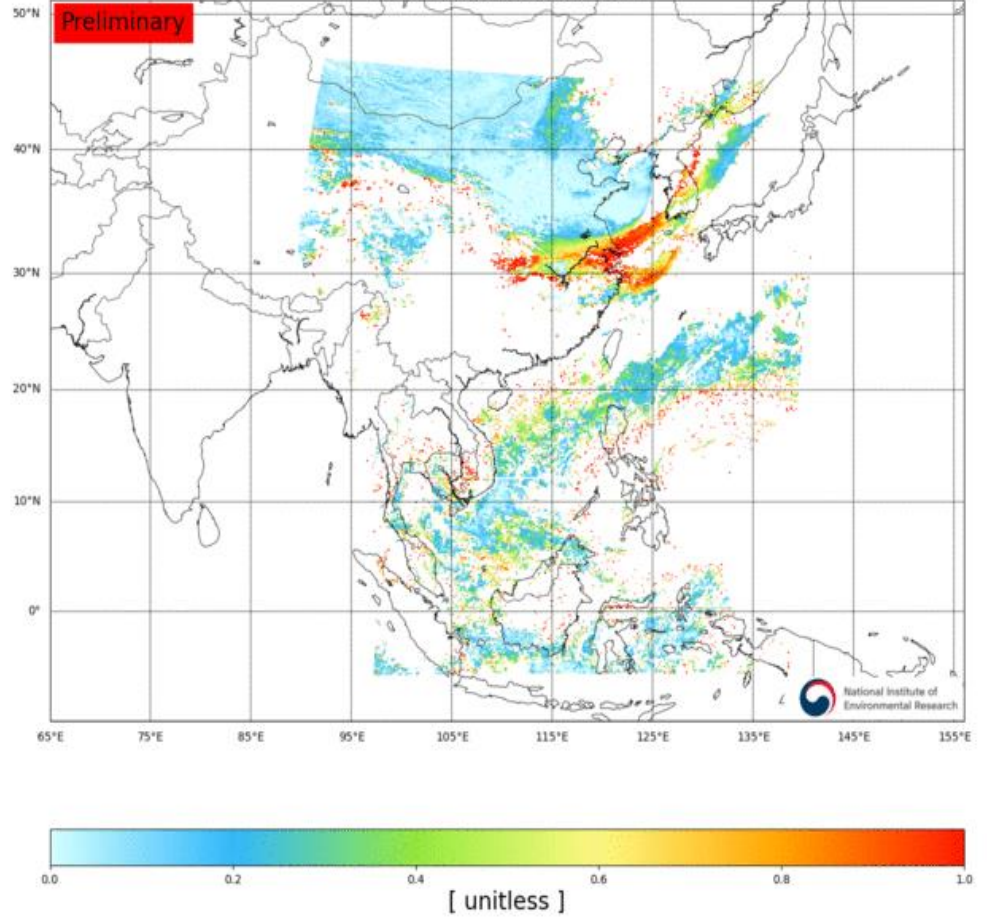 Preliminary
50°N
40°N
30°N
20°N
10°N
0°
National Institute of
Environmental Research
65°E 75°E 85°E 95°E 105°E 115°E 125°E 135°E 145°E 155°E
0.0 0.2 0.4 0.6 0.8 1.0
[ unitless ]